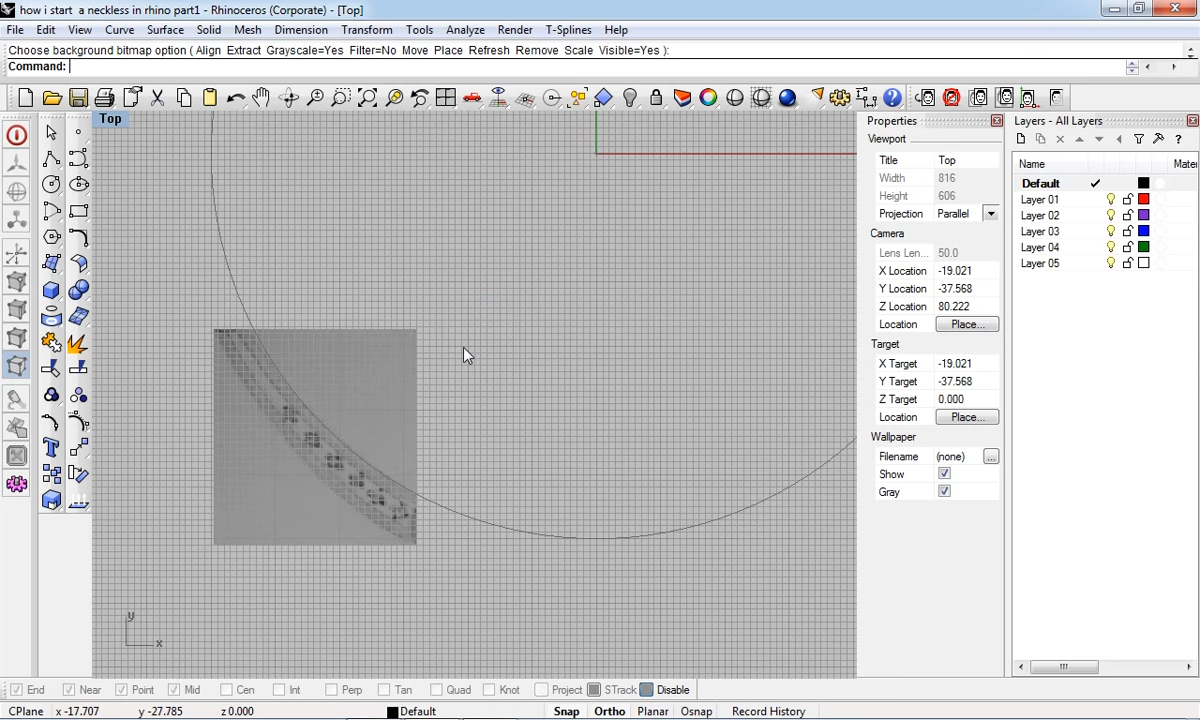 how i start  a neckless in rhino part1 - Rhinoceros (Corporate) - [Top]
File Edit View Curve Surface Solid Mesh Dimension Transform Tools Analyze Render T-Splines Help
Choose background bitmap option ( Align  Extract  Grayscale=Yes  Filter=No  Move  Place  Refresh  Remove  Scale  Visible=Yes ):
Command:
Top
Properties
Viewport
Title Top
Width 816
Height 606
Projection Parallel
Camera
Lens Len... 50.0
X Location -19.021
Y Location -37.568
Z Location 80.222
Location Place...
Target
X Target -19.021
Y Target -37.568
Z Target 0.000
Location Place...
Wallpaper
Filename (none) ...
Show
Gray
Layers - All Layers
Name Mater
Default
Layer 01
Layer 02
Layer 03
Layer 04
Layer 05
y
x
End Near Point Mid Cen Int Perp Tan Quad Knot Project STrack Disable
CPlane x -17.707 y -27.785 z 0.000 Default Snap Ortho Planar Osnap Record History